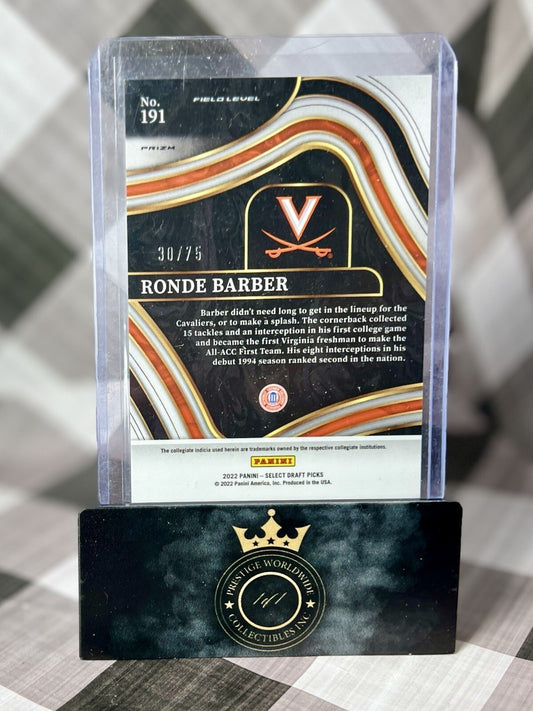 No.
191
FIELD LEVEL
PRIZM
V
30/75
RONDE BARBER
Barber didn't need long to get in the lineup for the
Cavaliers, or to make a splash. The cornerback collected
15 tackles and an interception in his first college game
and became the first Virginia freshman to make the
All-ACC First Team. His eight interceptions in his
debut 1994 season ranked second in the nation.
The collegiate indicia used herein are trademarks owned by the respective collegiate institutions.
PANINI
2022 PANINI – SELECT DRAFT PICKS
© 2022 Panini America, Inc. Produced in the USA.
PRESTIGE WORLDWIDE
1of1
COLLECTIBLES INC